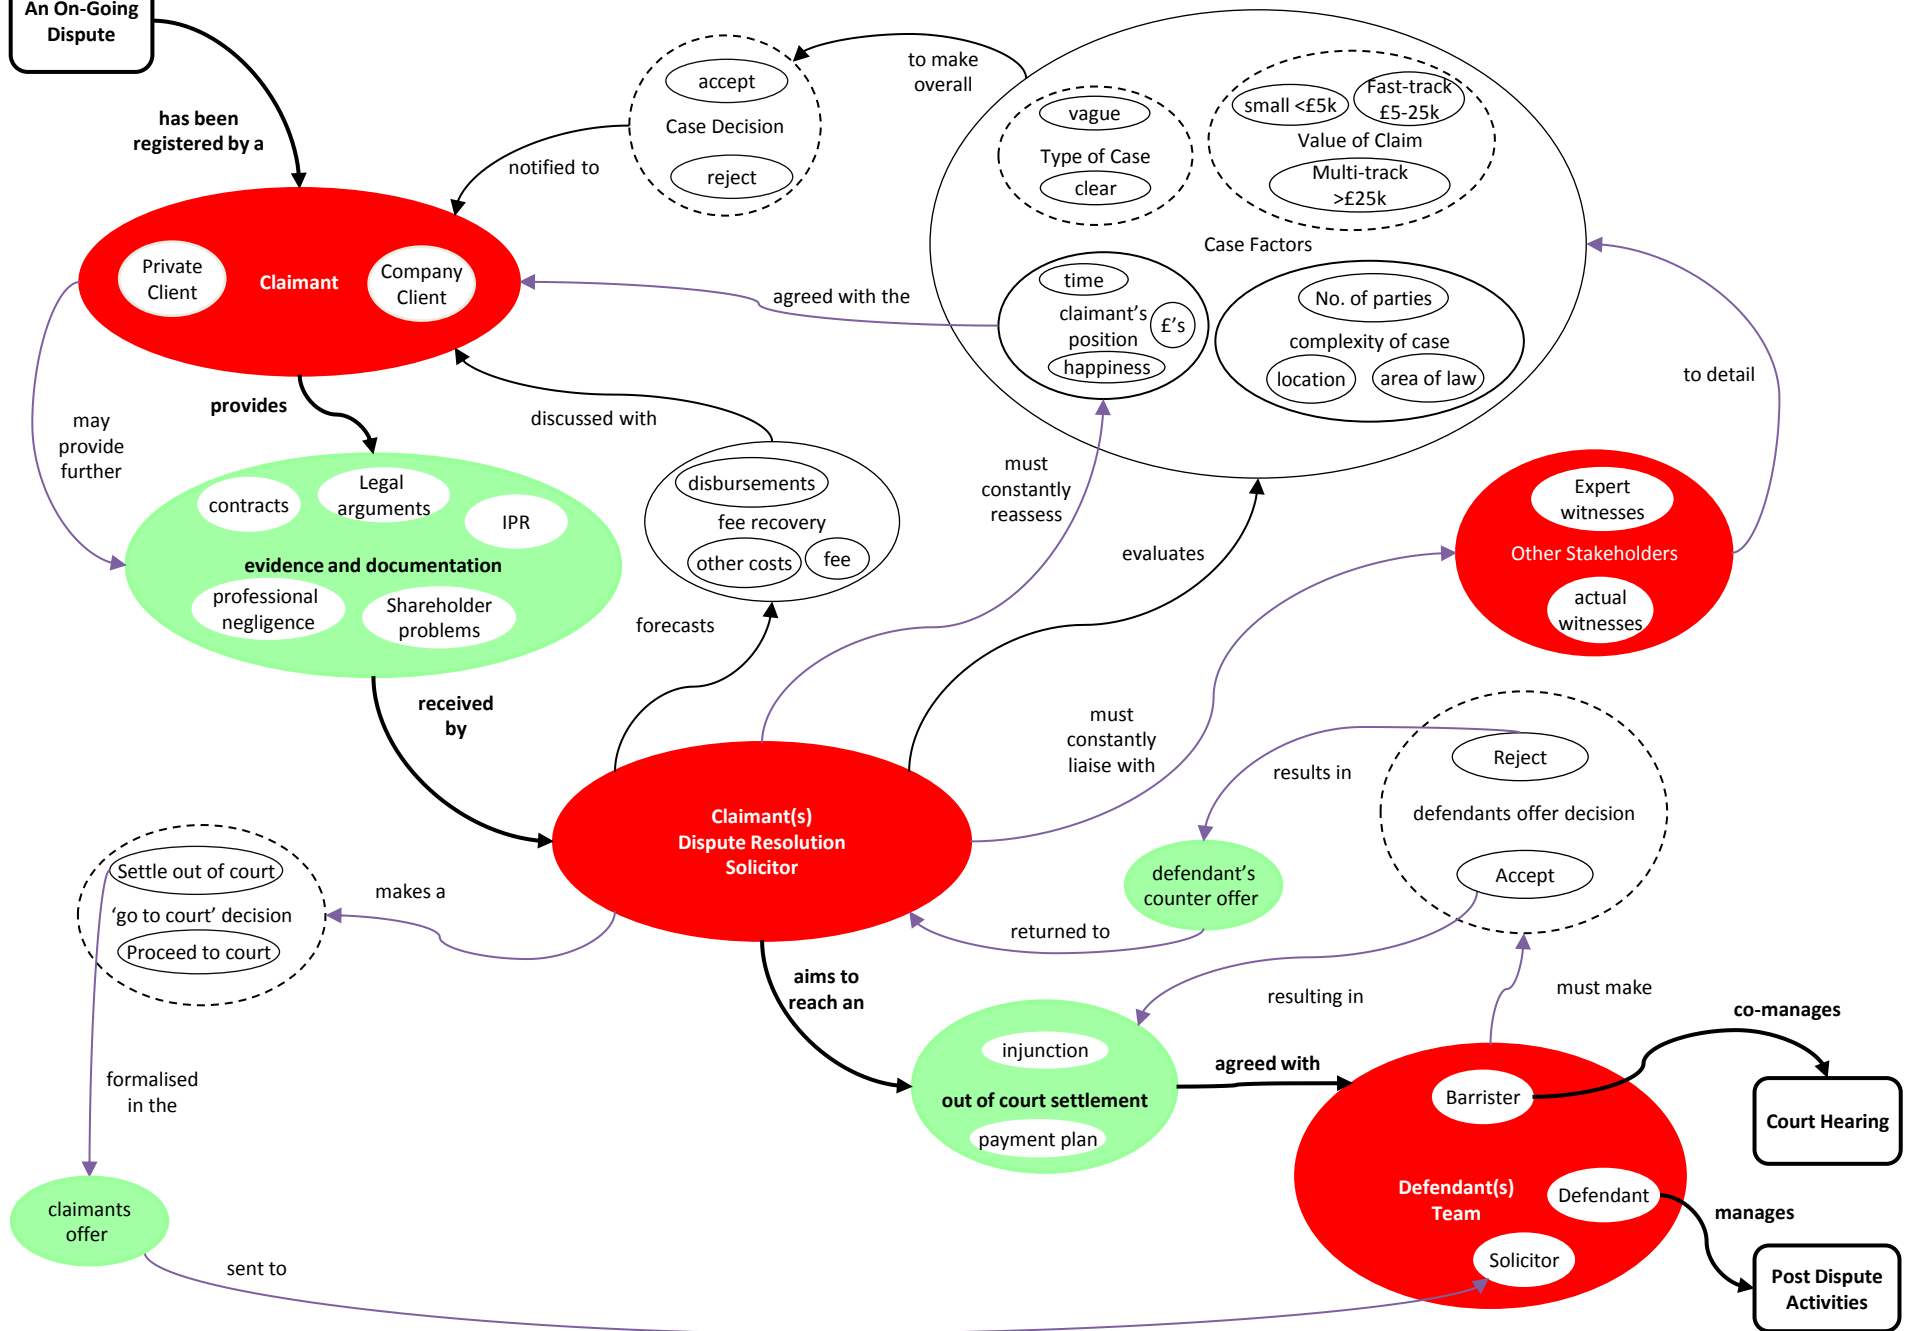 An On-Going
Dispute
has been
registered by a
notified to
accept
Case Decision
reject
to make
overall
vague
Type of Case
clear
small <£5k
Fast-track
£5-25k
Value of Claim
Multi-track
>£25k
Case Factors
time
claimant's
position
£'s
happiness
No. of parties
complexity of case
location
area of law
Private
Client
Claimant
Company
Client
agreed with the
to detail
may
provide
further
provides
discussed with
must
constantly
reassess
contracts
Legal
arguments
IPR
evidence and documentation
professional
negligence
Shareholder
problems
disbursements
fee recovery
other costs
fee
evaluates
Expert
witnesses
Other Stakeholders
actual
witnesses
forecasts
received
by
must
constantly
liaise with
results in
Reject
defendants offer decision
Accept
Claimant(s)
Dispute Resolution
Solicitor
defendant's
counter offer
returned to
Settle out of court
‘go to court’ decision
Proceed to court
makes a
aims to
reach an
resulting in
must make
co-manages
formalised
in the
injunction
out of court settlement
payment plan
agreed with
Barrister
Court Hearing
Defendant(s)
Team
Defendant
Solicitor
manages
Post Dispute
Activities
claimants
offer
sent to